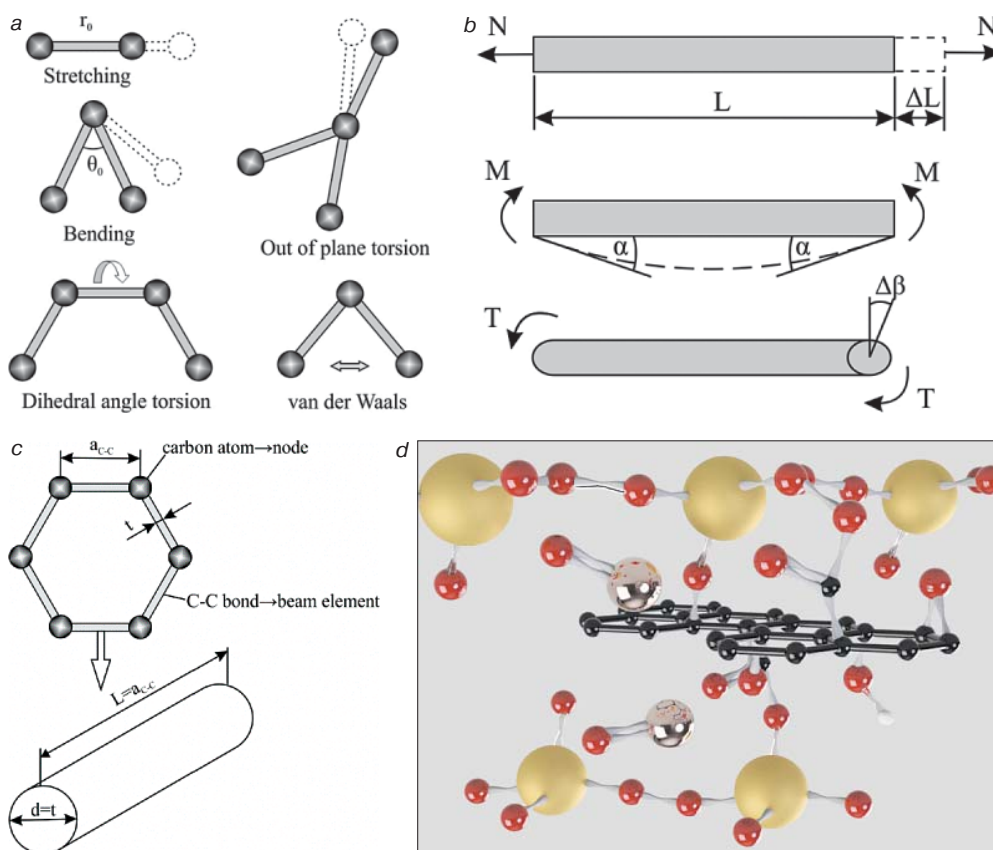 a
r₀
Stretching
θ₀
Bending
Out of plane torsion
Dihedral angle torsion
van der Waals
b
N
N
L
ΔL
M
M
α
α
Δβ
T
T
c
a_C-C
carbon atom→node
t
C-C bond→beam element
L=a_C-C
d=t
d